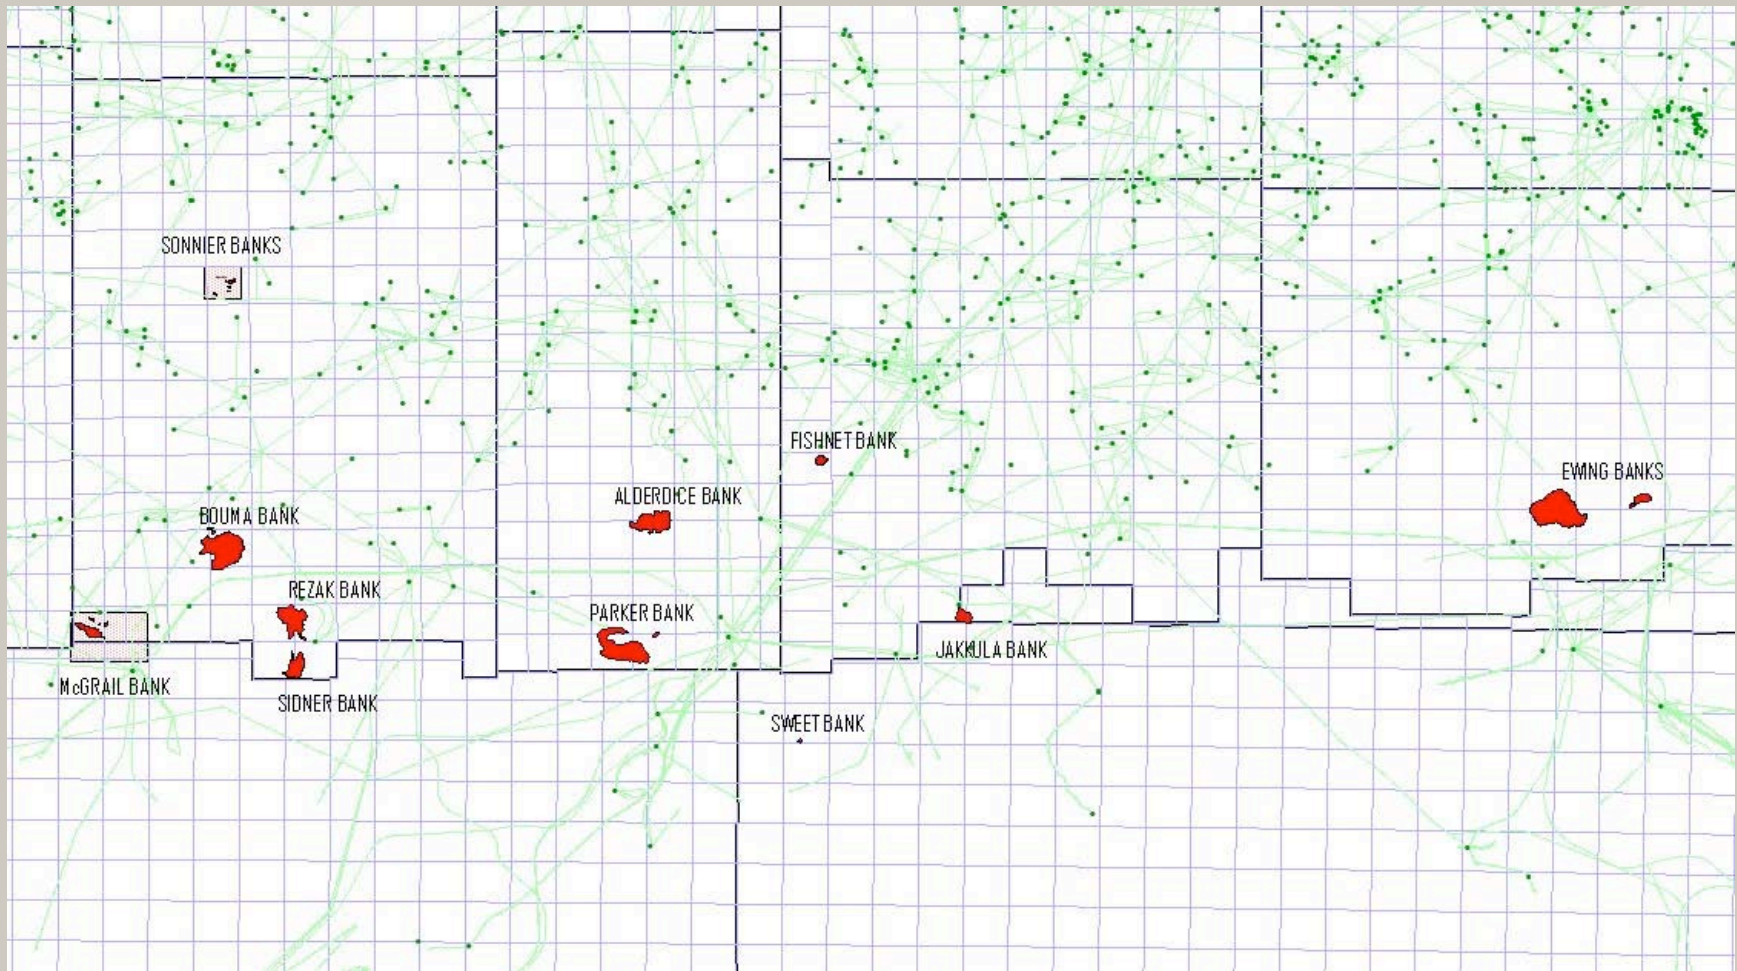 SONNIER BANKS
FISHNET BANK
EWING BANKS
ALDERDICE BANK
BOUMA BANK
REZAK BANK
PARKER BANK
JAKKULA BANK
McGRAIL BANK
SIDNER BANK
SWEET BANK